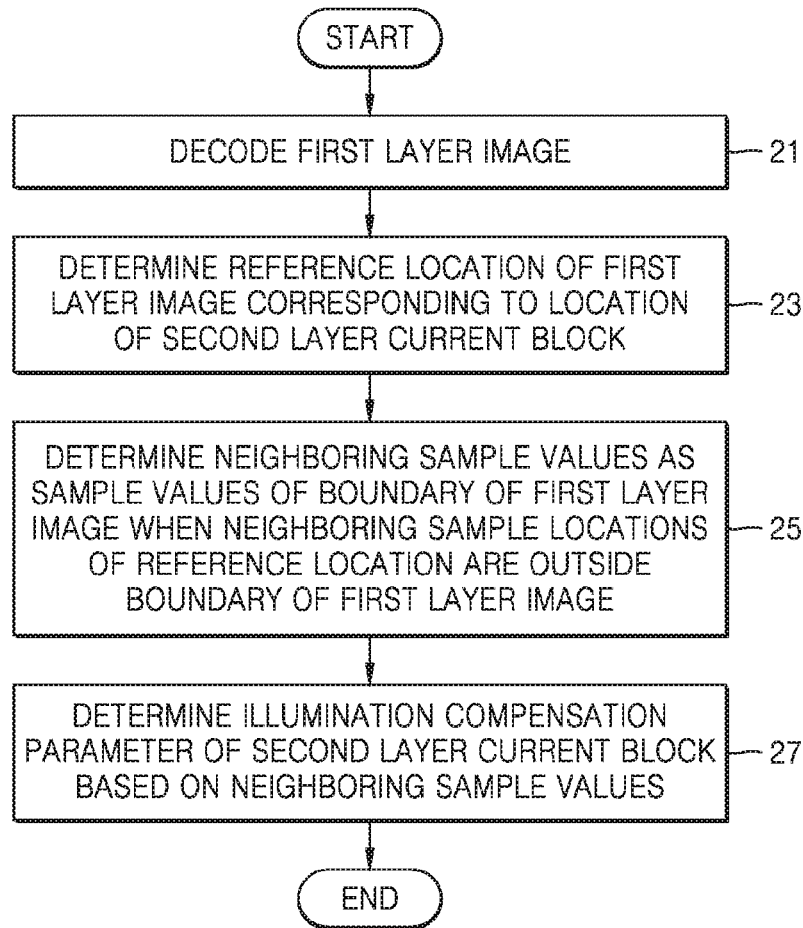 START
DECODE FIRST LAYER IMAGE
21
DETERMINE REFERENCE LOCATION OF FIRST
LAYER IMAGE CORRESPONDING TO LOCATION
OF SECOND LAYER CURRENT BLOCK
23
DETERMINE NEIGHBORING SAMPLE VALUES AS
SAMPLE VALUES OF BOUNDARY OF FIRST LAYER
IMAGE WHEN NEIGHBORING SAMPLE LOCATIONS
OF REFERENCE LOCATION ARE OUTSIDE
BOUNDARY OF FIRST LAYER IMAGE
25
DETERMINE ILLUMINATION COMPENSATION
PARAMETER OF SECOND LAYER CURRENT BLOCK
BASED ON NEIGHBORING SAMPLE VALUES
27
END